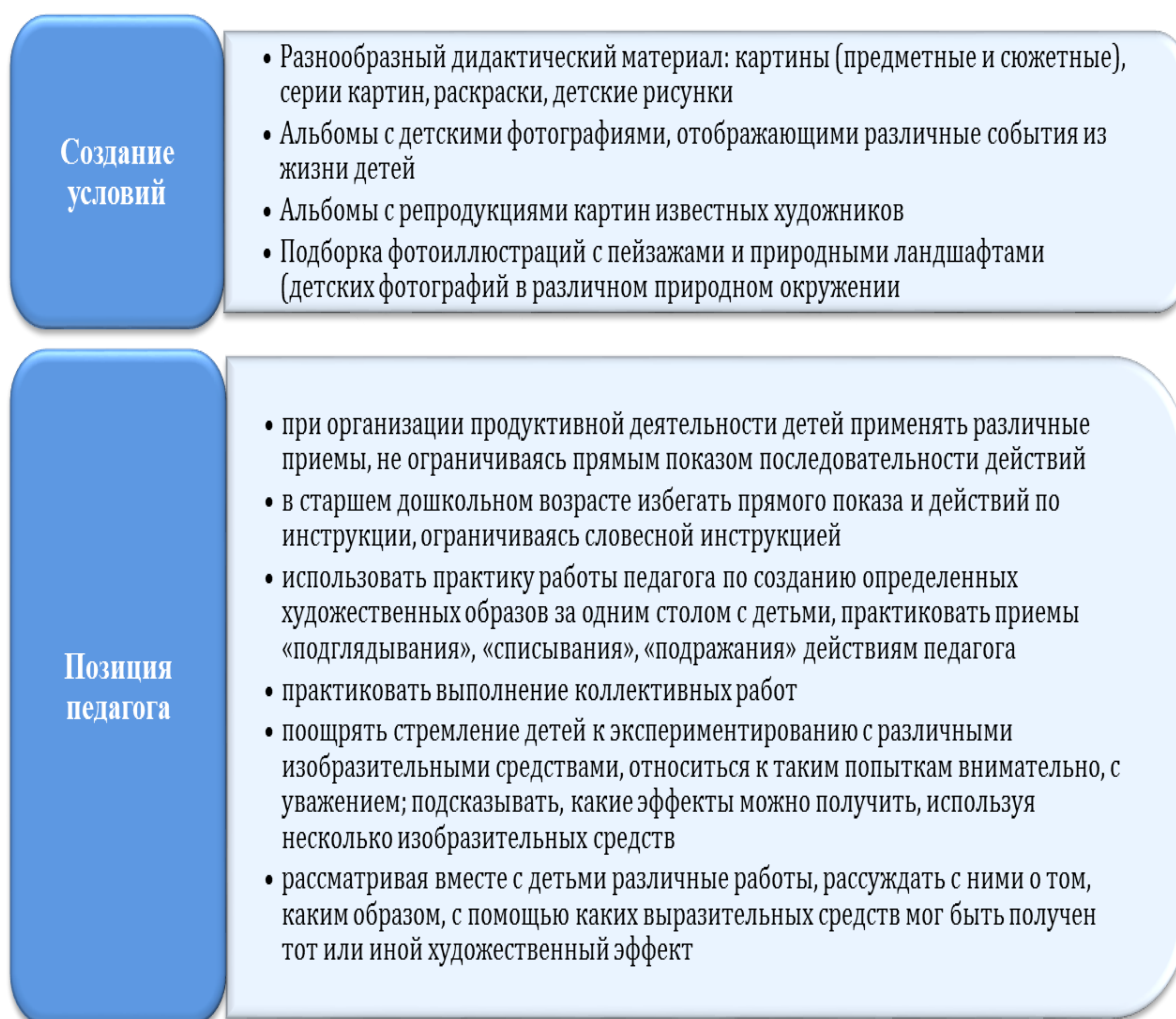 Создание
условий
• Разнообразный дидактический материал: картины (предметные и сюжетные),
серии картин, раскраски, детские рисунки
• Альбомы с детскими фотографиями, отображающими различные события из
жизни детей
• Альбомы с репродукциями картин известных художников
• Подборка фотоиллюстраций с пейзажами и природными ландшафтами
(детских фотографий в различном природном окружении
Позиция
педагога
• при организации продуктивной деятельности детей применять различные
приемы, не ограничиваясь прямым показом последовательности действий
• в старшем дошкольном возрасте избегать прямого показа и действий по
инструкции, ограничиваясь словесной инструкцией
• использовать практику работы педагога по созданию определенных
художественных образов за одним столом с детьми, практиковать приемы
«подглядывания», «списывания», «подражания» действиям педагога
• практиковать выполнение коллективных работ
• поощрять стремление детей к экспериментированию с различными
изобразительными средствами, относиться к таким попыткам внимательно, с
уважением; подсказывать, какие эффекты можно получить, используя
несколько изобразительных средств
• рассматривая вместе с детьми различные работы, рассуждать с ними о том,
каким образом, с помощью каких выразительных средств мог быть получен
тот или иной художественный эффект